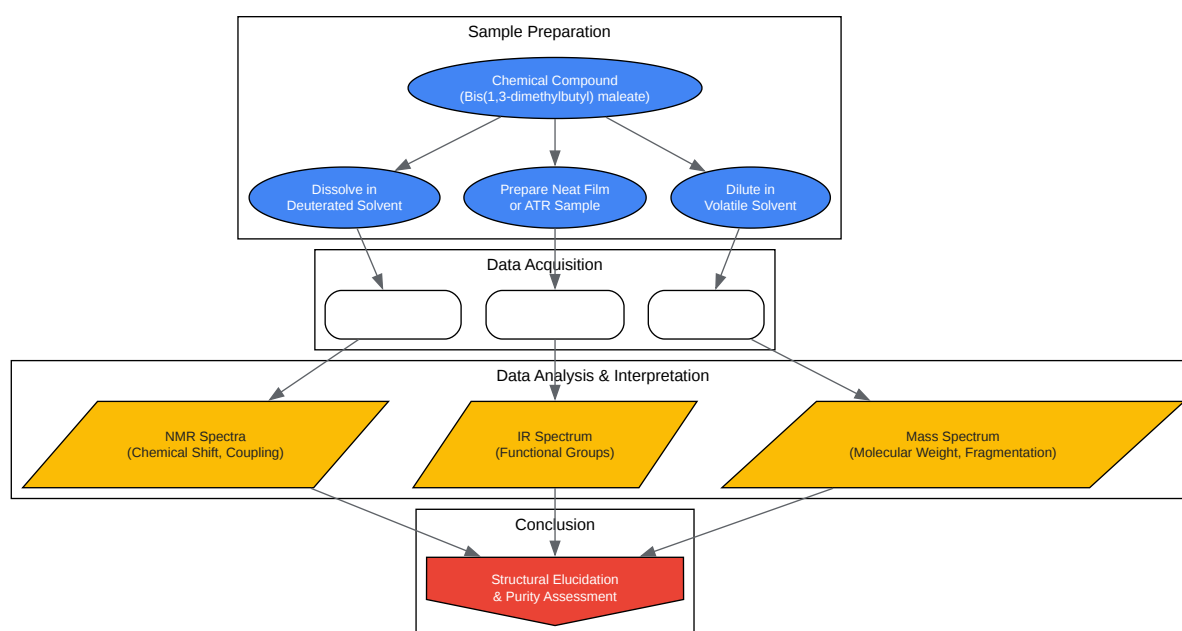 Sample Preparation
Chemical Compound
(Bis(1,3-dimethylbutyl) maleate)
Dissolve in
Deuterated Solvent
Prepare Neat Film
or ATR Sample
Dilute in
Volatile Solvent
Data Acquisition
Data Analysis & Interpretation
NMR Spectra
(Chemical Shift, Coupling)
IR Spectrum
(Functional Groups)
Mass Spectrum
(Molecular Weight, Fragmentation)
Conclusion
Structural Elucidation
& Purity Assessment